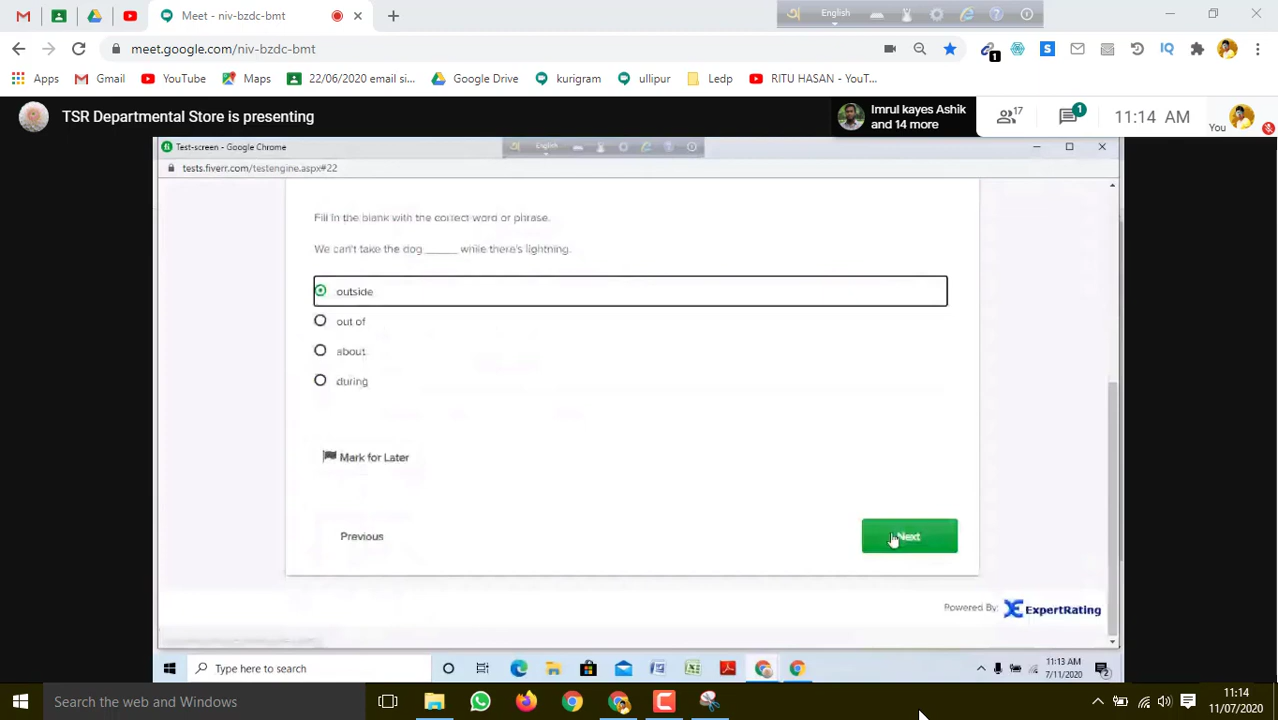 Meet - niv-bzdc-bmt
English
meet.google.com/niv-bzdc-bmt
1
IQ
Apps
Gmail
YouTube
Maps
22/06/2020 email si...
Google Drive
kurigram
ullipur
Ledp
RITU HASAN - YouT...
TSR Departmental Store is presenting
Imrul kayes Ashik
and 14 more
17
1
11:14 AM
You
Test-screen - Google Chrome
English
tests.fiverr.com/testengine.aspx#22
Fill in the blank with the correct word or phrase.
We can't take the dog ______ while there's lightning.
outside
out of
about
during
Mark for Later
Previous
Next
Powered By:
ExpertRating
Type here to search
11:13 AM
7/11/2020
2
Search the web and Windows
11:14
11/07/2020